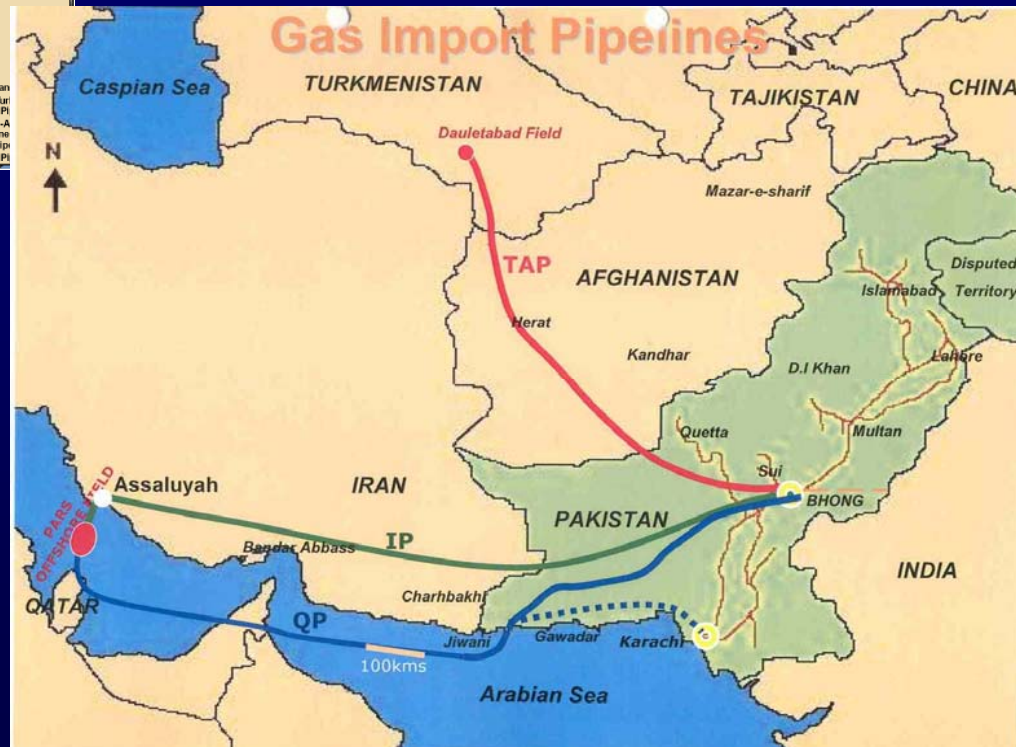 Gas Import Pipelines
Caspian Sea
TURKMENISTAN
TAJIKISTAN
CHINA
Dauletabad Field
N
Mazar-e-sharif
TAP
AFGHANISTAN
Disputed
Territory
Islamabad
Herat
Kandhar
Lahore
D.I Khan
Quetta
Multan
Sui
Assaluyah
IRAN
BHONG
PARS
OFFSHORE FIELD
PAKISTAN
IP
Bandar Abbass
INDIA
Charhbakhl
QATAR
QP
Jiwani
Gawadar
Karachi
100kms
Arabian Sea